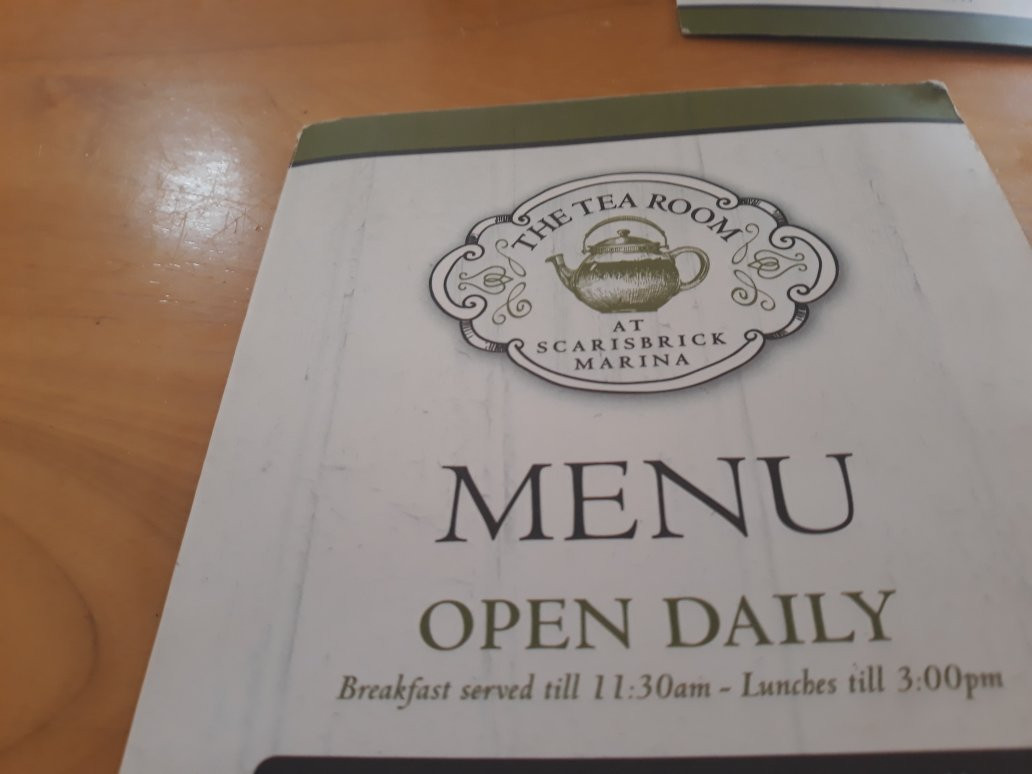 THE TEA ROOM
AT
SCARISBRICK
MARINA
MENU
OPEN DAILY
Breakfast served till 11:30am - Lunches till 3:00pm